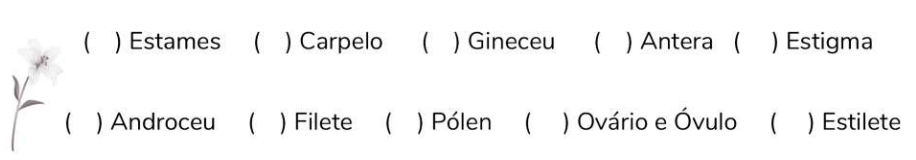 ( ) Estames ( ) Carpelo ( ) Gineceu ( ) Antera ( ) Estigma
( ) Androceu ( ) Filete ( ) Pólen ( ) Ovário e Óvulo ( ) Estilete